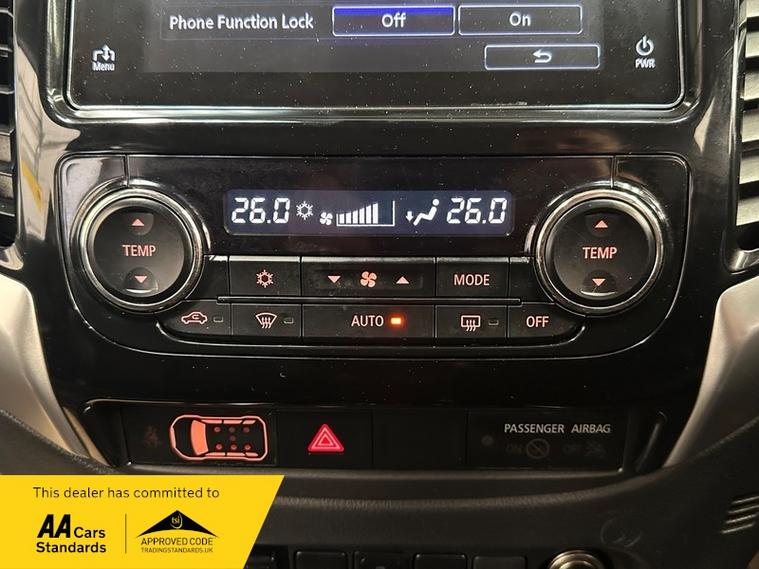 Phone Function Lock Off On
Menu
PWR
26.0 26.0
TEMP
TEMP
MODE
AUTO
OFF
PASSENGER AIRBAG
ON OFF
This dealer has committed to
AA Cars
Standards
tsi
APPROVED CODE
TRADINGSTANDARDS.UK